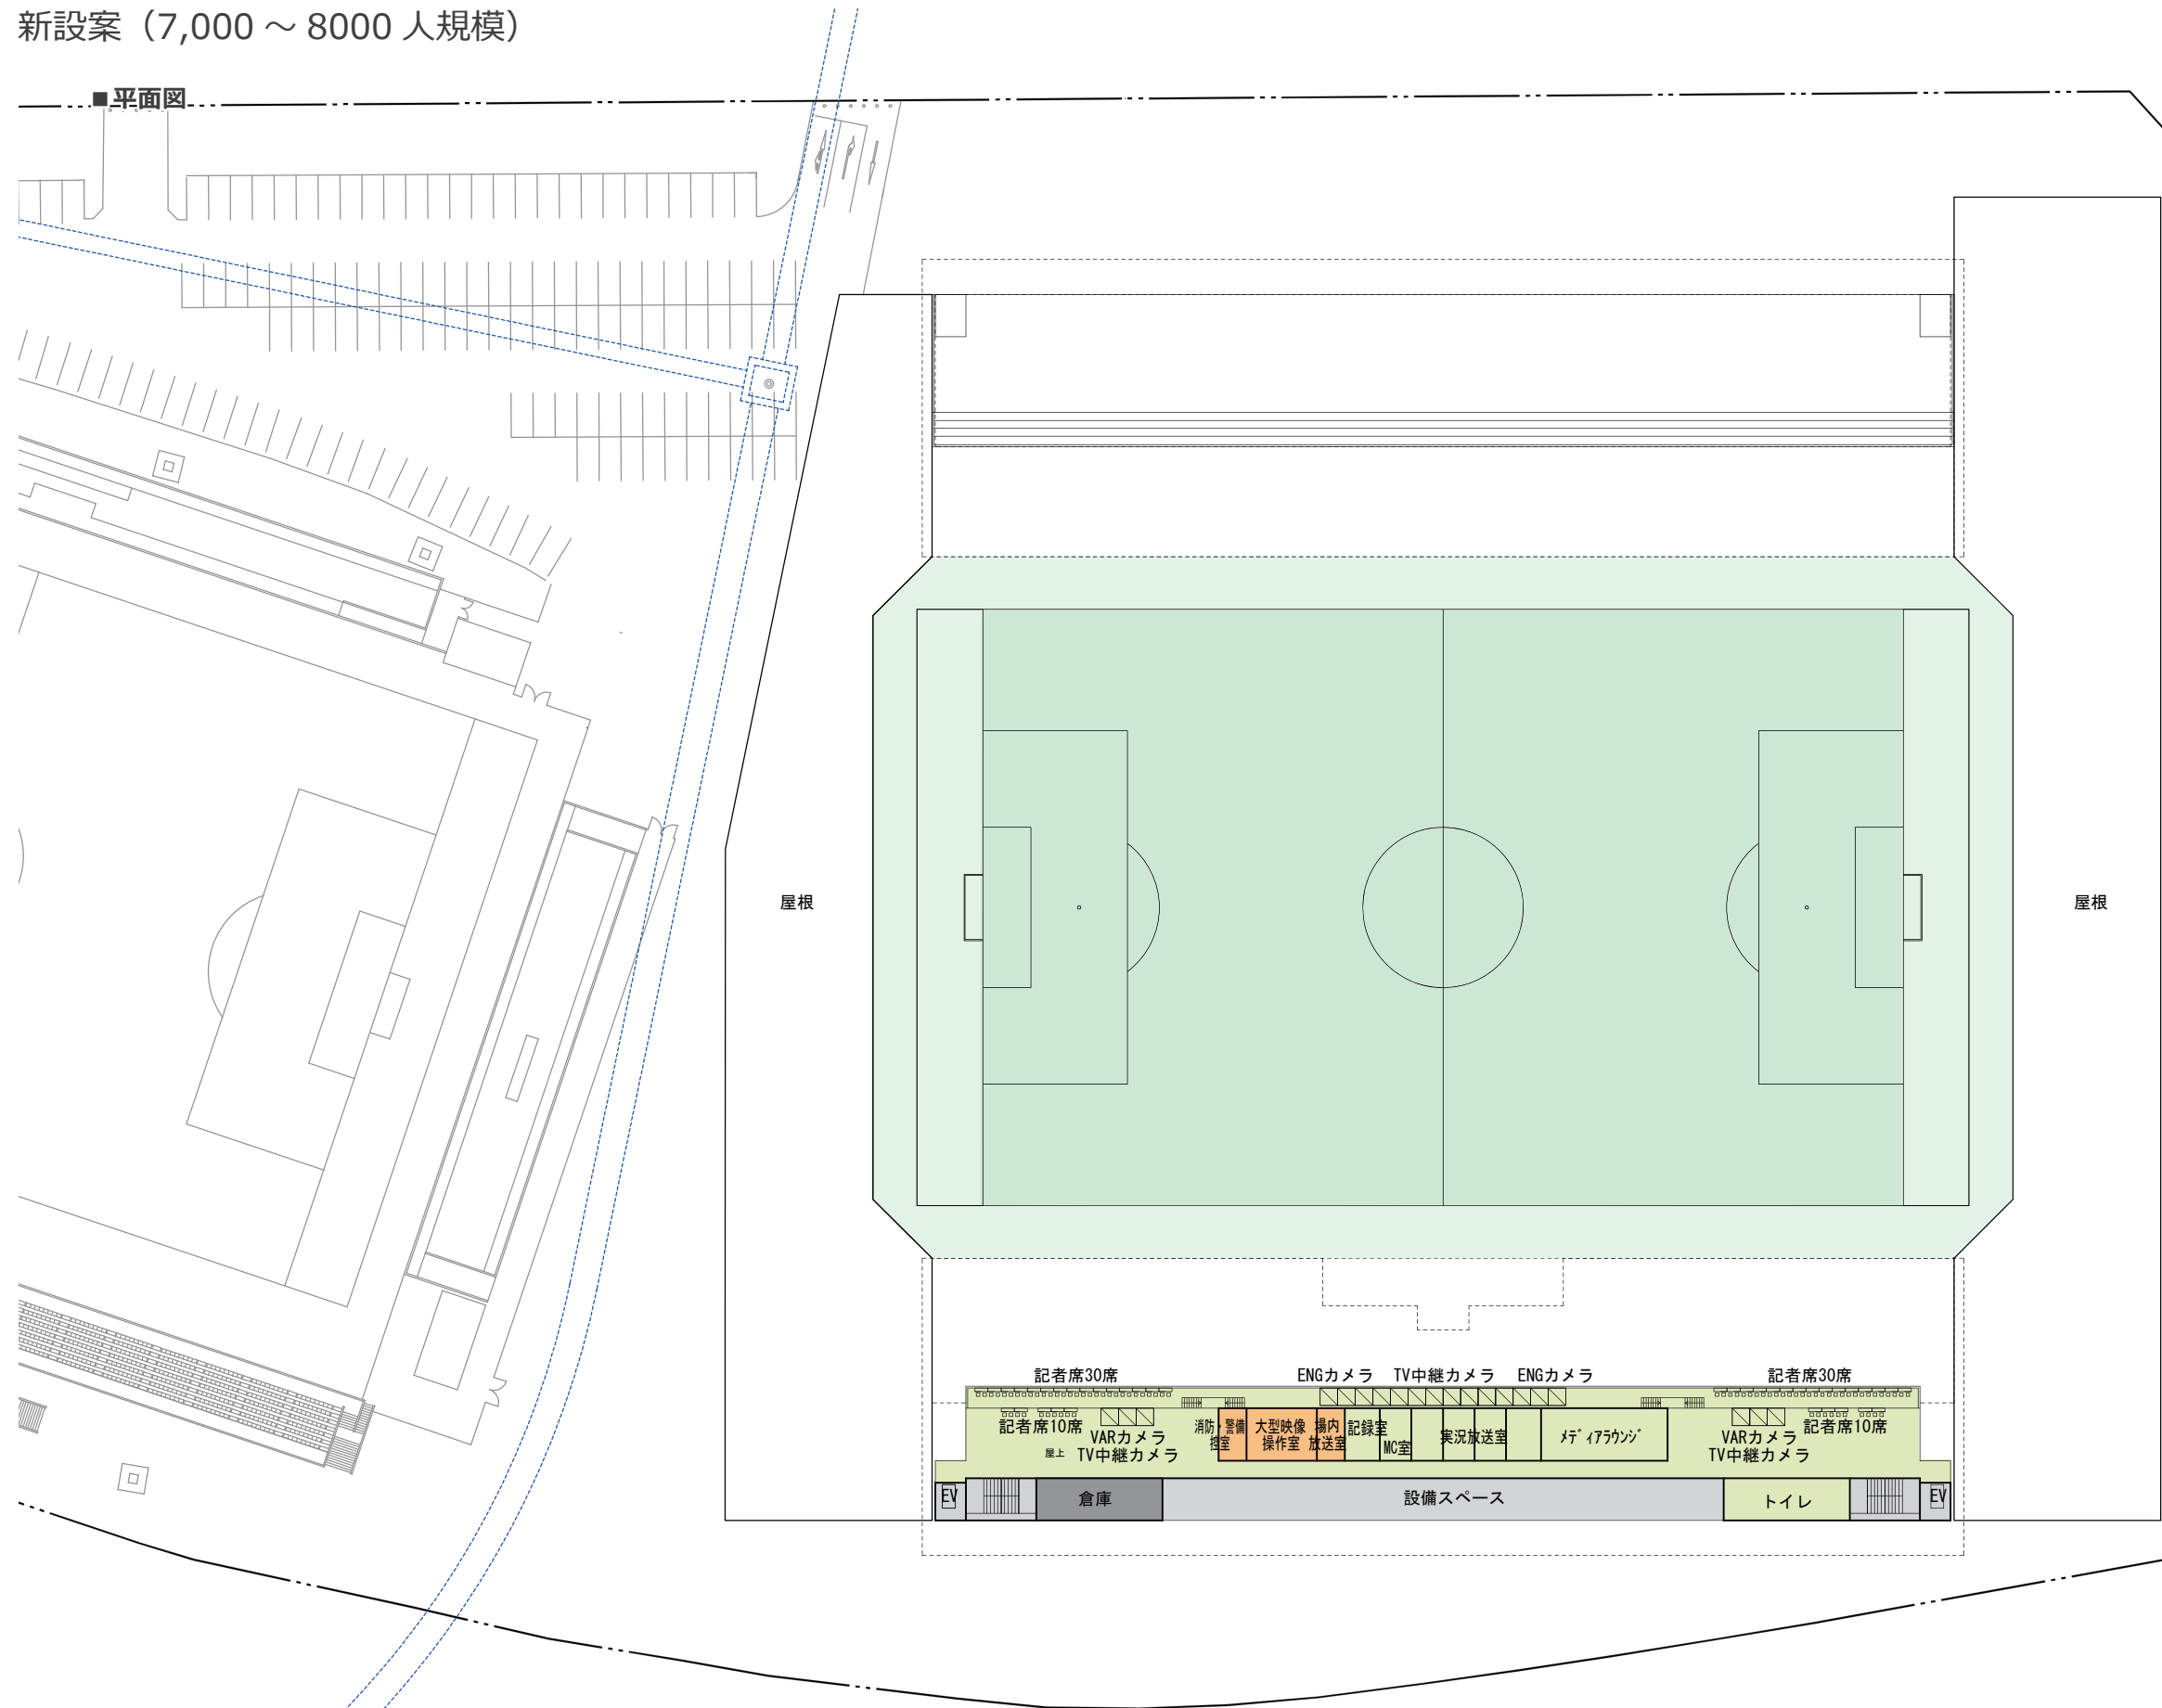 新設案（7,000 ～ 8000 人規模）
■平面図
屋根
屋根
記者席30席
ENGカメラ
TV中継カメラ
ENGカメラ
記者席30席
記者席10席
VARカメラ
屋上
TV中継カメラ
消防・警備
控室
大型映像
操作室
場内
放送室
記録室
MC室
実況放送室
ﾒﾃﾞｨｱﾗｳﾝｼﾞ
VARカメラ
TV中継カメラ
記者席10席
EV
倉庫
設備スペース
トイレ
EV